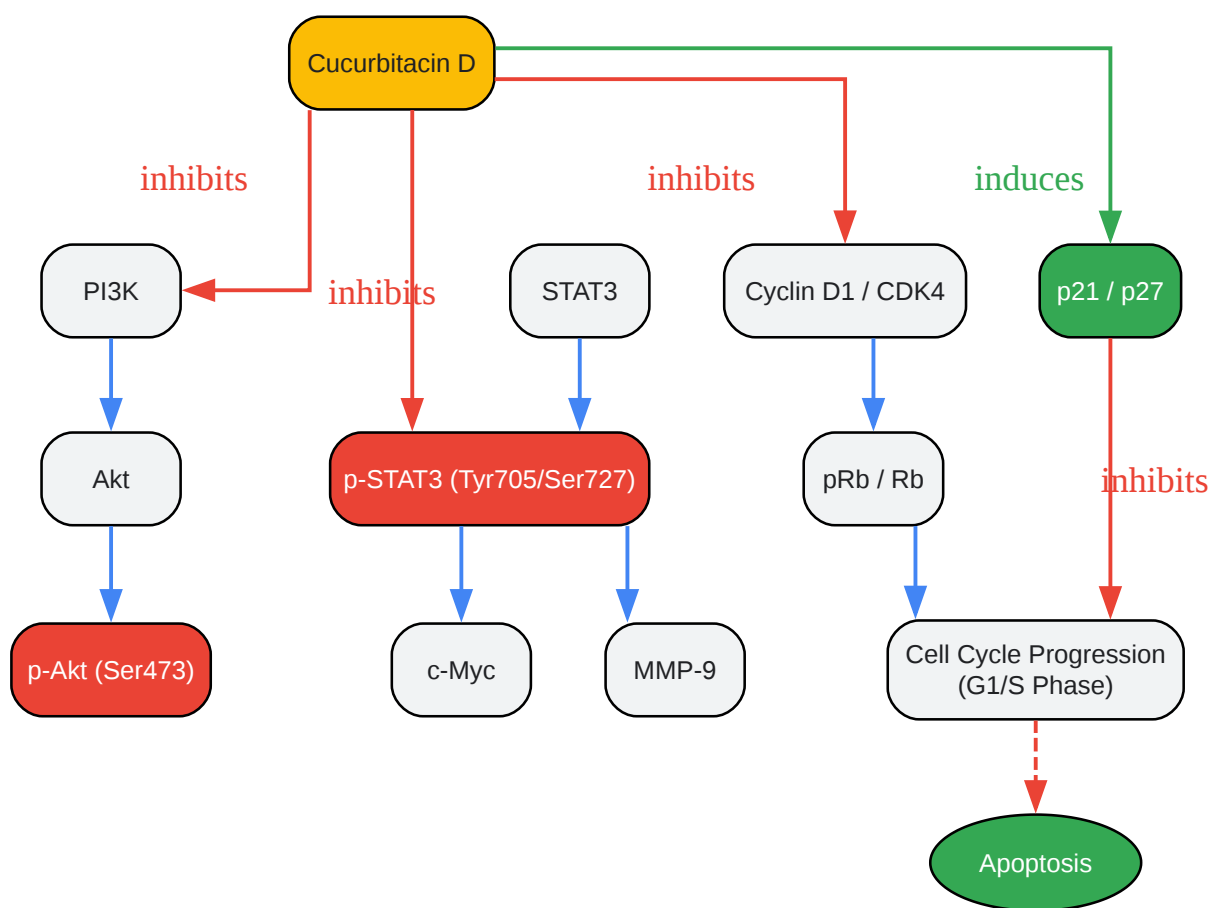 Cucurbitacin D
inhibits
inhibits
induces
PI3K
inhibits
STAT3
Cyclin D1 / CDK4
p21 / p27
Akt
p-STAT3 (Tyr705/Ser727)
pRb / Rb
inhibits
p-Akt (Ser473)
c-Myc
MMP-9
Cell Cycle Progression
(G1/S Phase)
Apoptosis